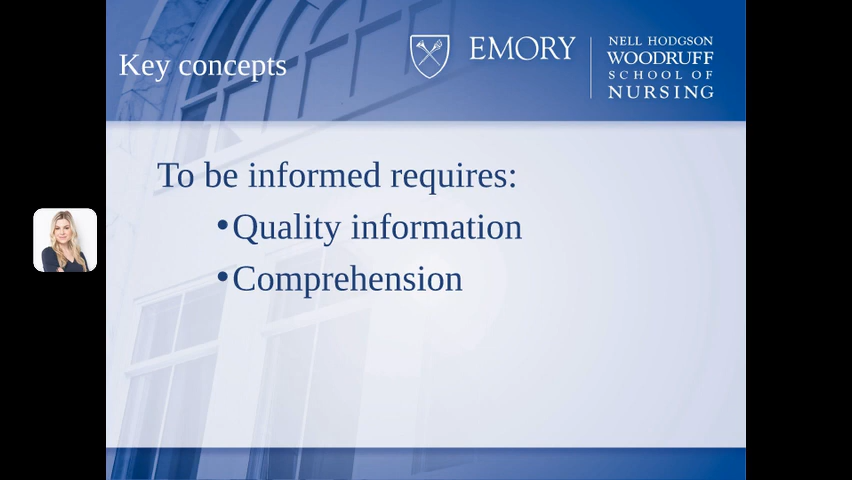 Key concepts
EMORY
NELL HODGSON
WOODRUFF
SCHOOL OF
NURSING
To be informed requires:
•Quality information
•Comprehension